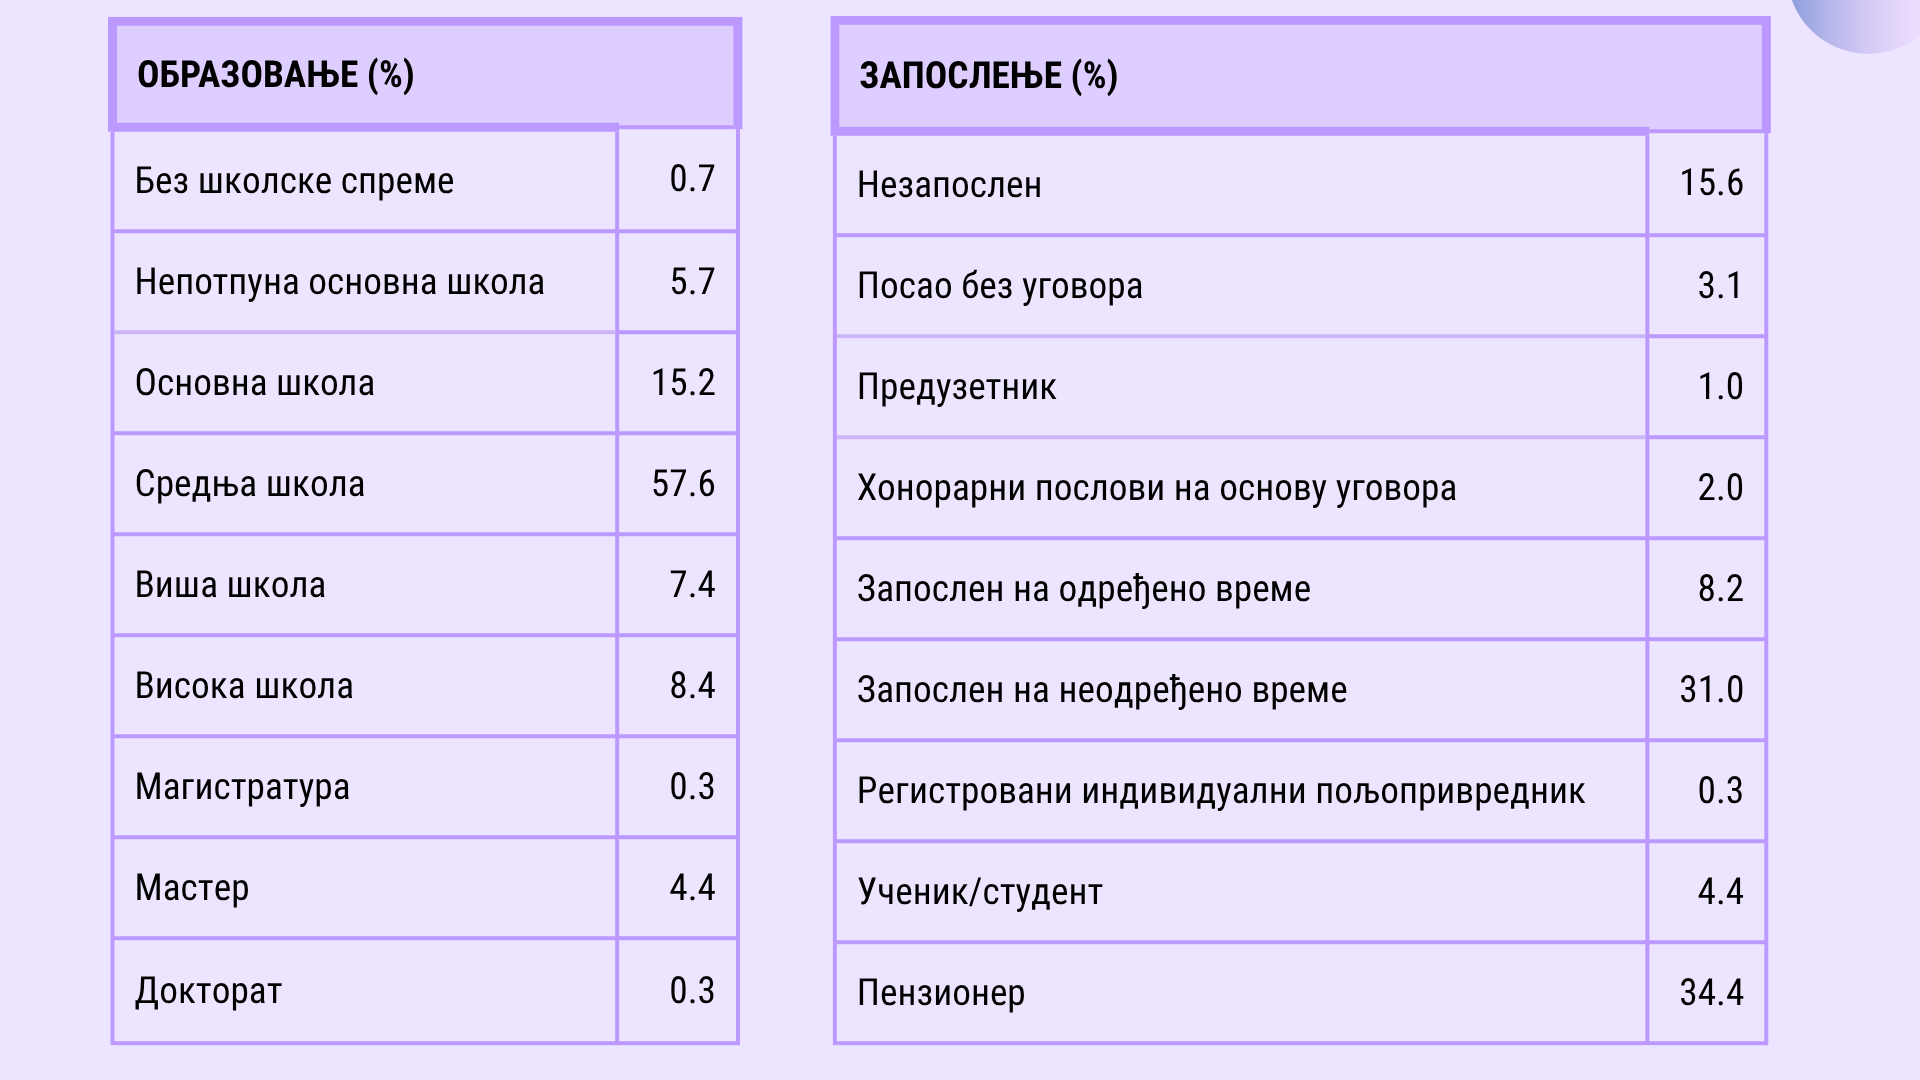 ОБРАЗОВАЊЕ (%)
Без школске спреме 0.7
Непотпуна основна школа 5.7
Основна школа 15.2
Средња школа 57.6
Виша школа 7.4
Висока школа 8.4
Магистратура 0.3
Мастер 4.4
Докторат 0.3
ЗАПОСЛЕЊЕ (%)
Незапослен 15.6
Посао без уговора 3.1
Предузетник 1.0
Хонорарни послови на основу уговора 2.0
Запослен на одређено време 8.2
Запослен на неодређено време 31.0
Регистровани индивидуални пољопривредник 0.3
Ученик/студент 4.4
Пензионер 34.4